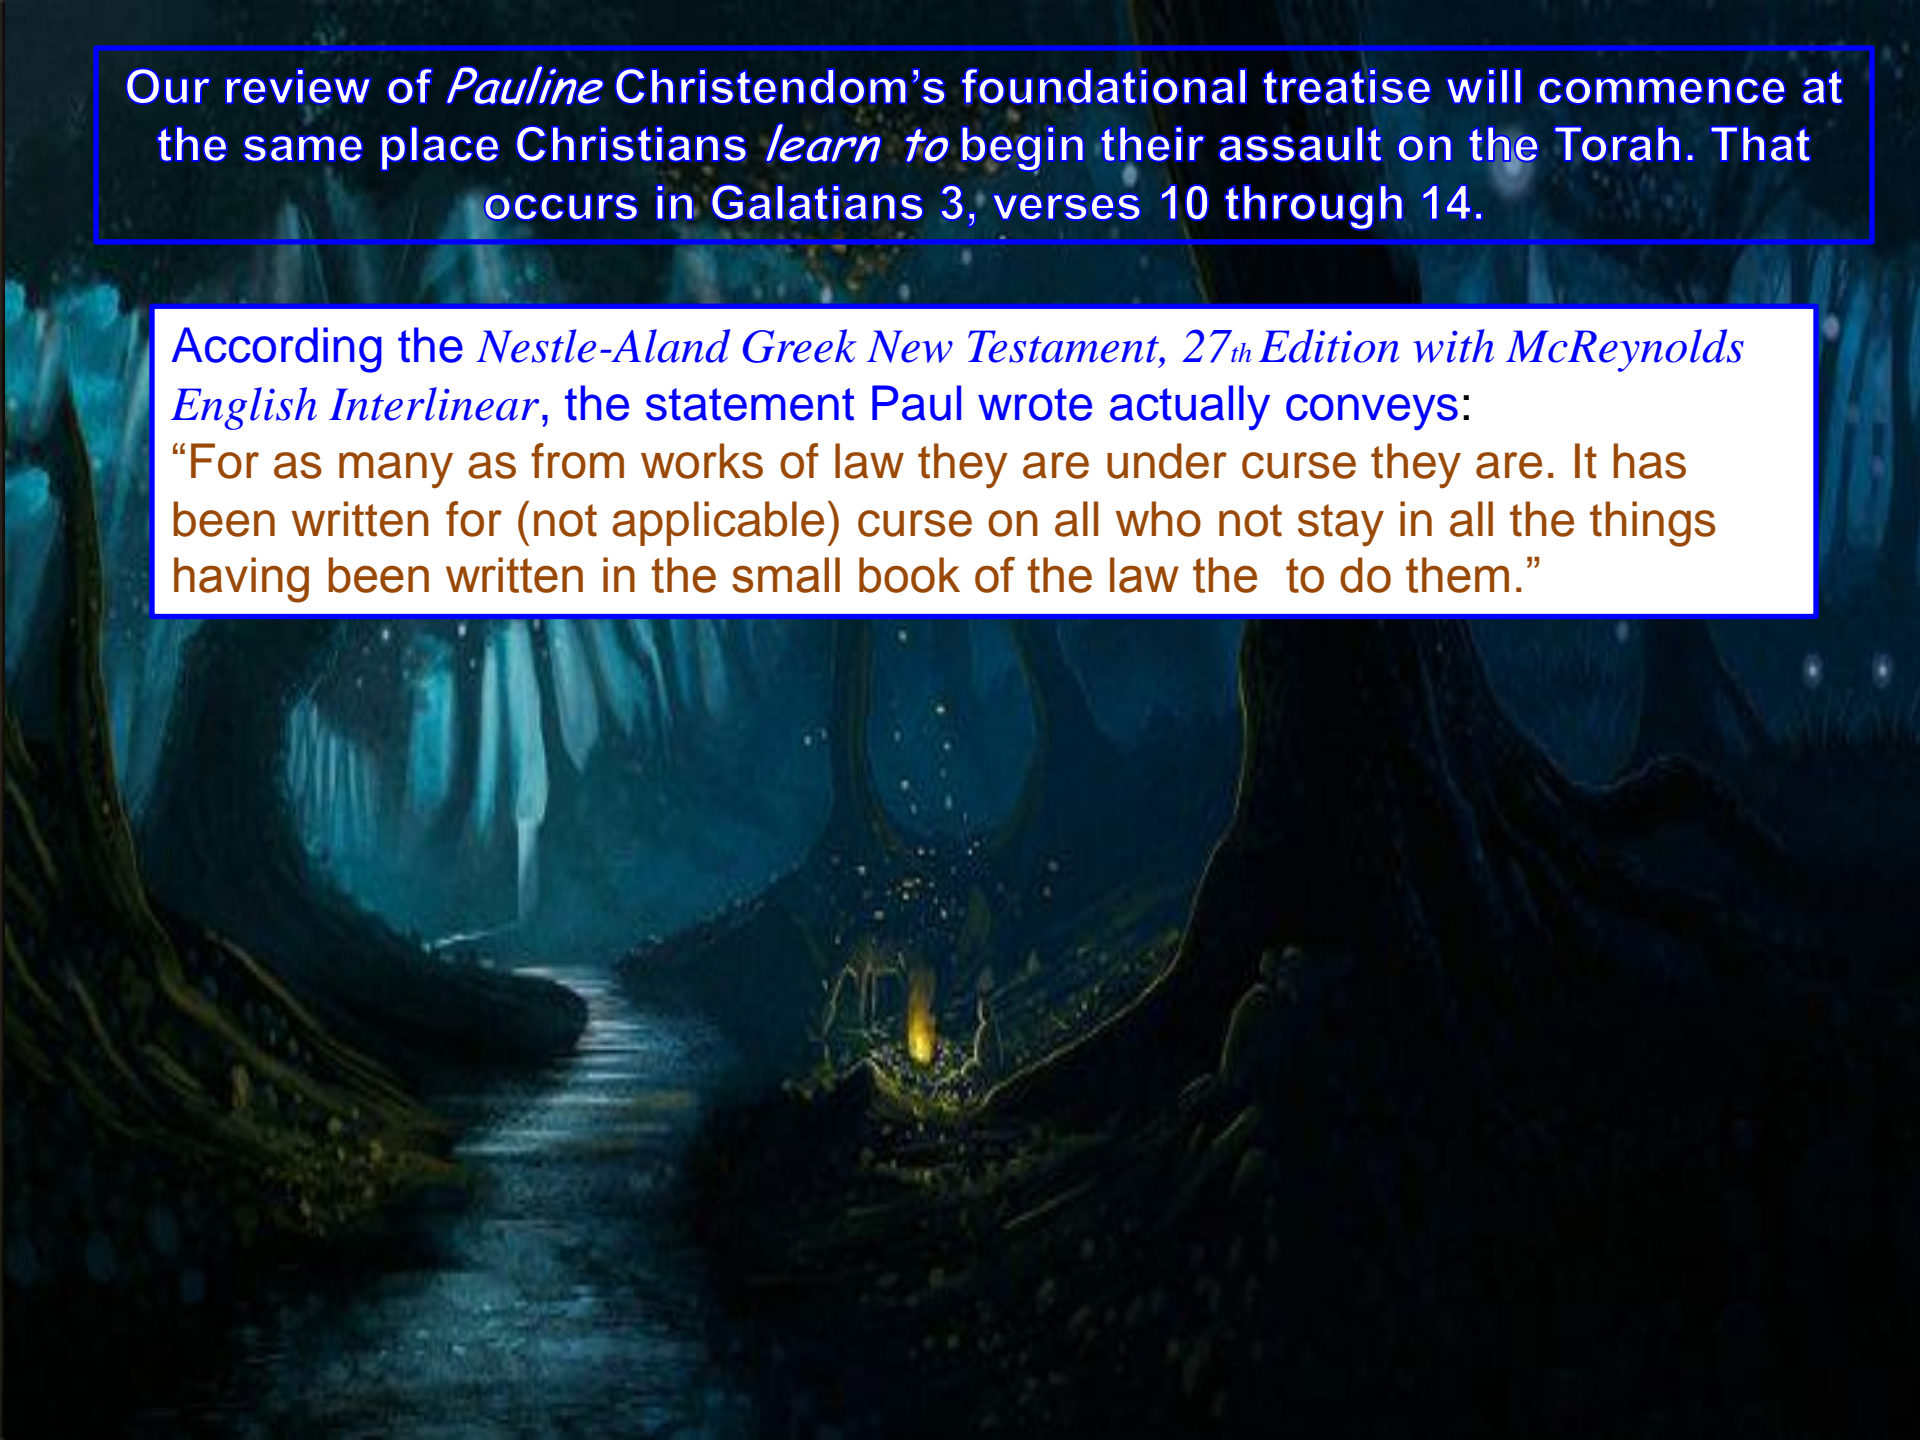 Our review of Pauline Christendom’s foundational treatise will commence at
the same place Christians learn to begin their assault on the Torah. That
occurs in Galatians 3, verses 10 through 14.
According the Nestle-Aland Greek New Testament, 27th Edition with McReynolds
English Interlinear, the statement Paul wrote actually conveys:
“For as many as from works of law they are under curse they are. It has
been written for (not applicable) curse on all who not stay in all the things
having been written in the small book of the law the  to do them.”